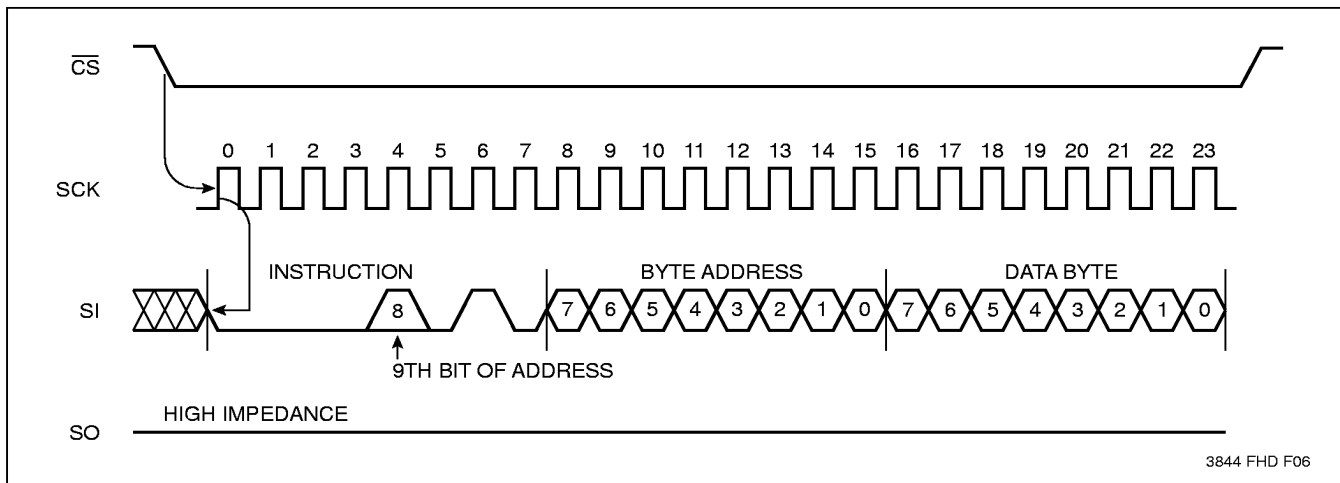 CS
0 1 2 3 4 5 6 7 8 9 10 11 12 13 14 15 16 17 18 19 20 21 22 23
SCK
INSTRUCTION BYTE ADDRESS DATA BYTE
SI 8 7 6 5 4 3 2 1 0 7 6 5 4 3 2 1 0
9TH BIT OF ADDRESS
HIGH IMPEDANCE
SO
3844 FHD F06